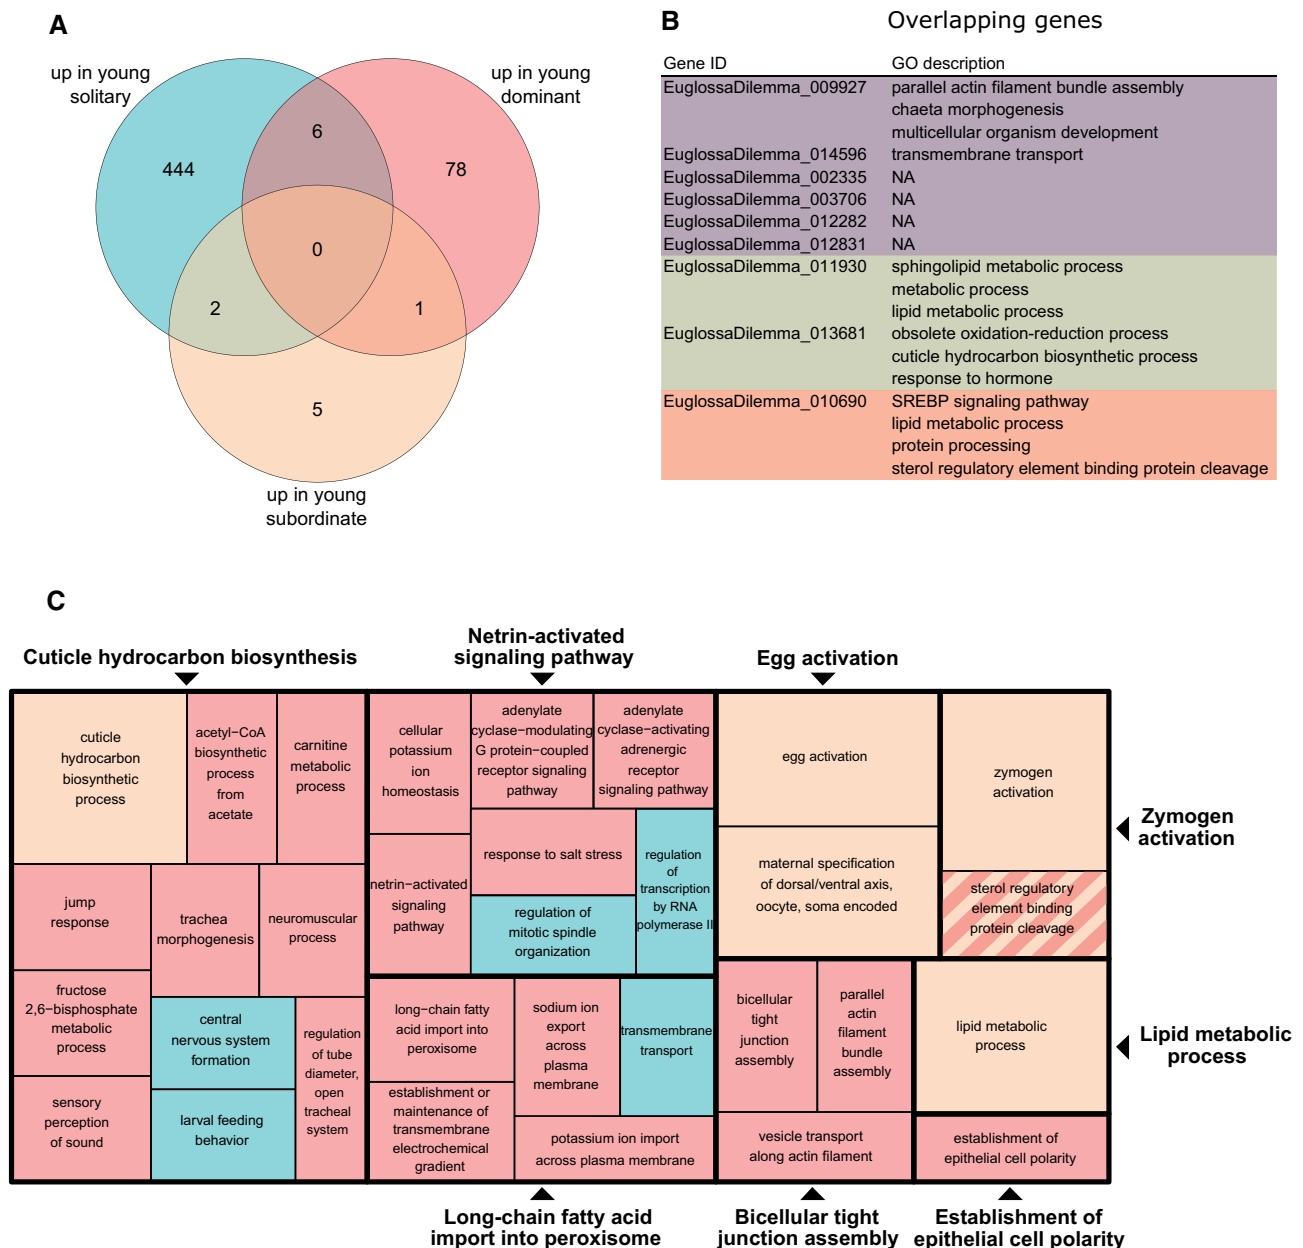 A
up in young
solitary
up in young
dominant
6
444
78
0
2
1
5
up in young
subordinate
B
Overlapping genes
Gene ID GO description
EuglossaDilemma_009927 parallel actin filament bundle assembly
chaeta morphogenesis
multicellular organism development
EuglossaDilemma_014596 transmembrane transport
EuglossaDilemma_002335 NA
EuglossaDilemma_003706 NA
EuglossaDilemma_012282 NA
EuglossaDilemma_012831 NA
EuglossaDilemma_011930 sphingolipid metabolic process
metabolic process
lipid metabolic process
EuglossaDilemma_013681 obsolete oxidation-reduction process
cuticle hydrocarbon biosynthetic process
response to hormone
EuglossaDilemma_010690 SREBP signaling pathway
lipid metabolic process
protein processing
sterol regulatory element binding protein cleavage
C
Cuticle hydrocarbon biosynthesis
cuticle
hydrocarbon
biosynthetic
process
acetyl−CoA
biosynthetic
process
from
acetate
carnitine
metabolic
process
jump
response
trachea
morphogenesis
neuromuscular
process
fructose
2,6−bisphosphate
metabolic
process
central
nervous system
formation
regulation
of tube
diameter,
open
tracheal
system
sensory
perception
of sound
larval feeding
behavior
Netrin-activated
signaling pathway
cellular
potassium
ion
homeostasis
adenylate
cyclase−modulating
G protein−coupled
receptor signaling
pathway
adenylate
cyclase−activating
adrenergic
receptor
signaling pathway
response to salt stress
regulation
of
transcription
by RNA
polymerase II
netrin−activated
signaling
pathway
regulation of
mitotic spindle
organization
long−chain fatty
acid import into
peroxisome
sodium ion
export
across
plasma
membrane
transmembrane
transport
establishment or
maintenance of
transmembrane
electrochemical
gradient
potassium ion import
across plasma membrane
Long-chain fatty acid
import into peroxisome
Egg activation
egg activation
maternal specification
of dorsal/ventral axis,
oocyte, soma encoded
zymogen
activation
sterol regulatory
element binding
protein cleavage
Zymogen
activation
bicellular
tight
junction
assembly
parallel
actin
filament
bundle
assembly
vesicle transport
along actin filament
Bicellular tight
junction assembly
lipid metabolic
process
Lipid metabolic
process
establishment of
epithelial cell polarity
Establishment of
epithelial cell polarity